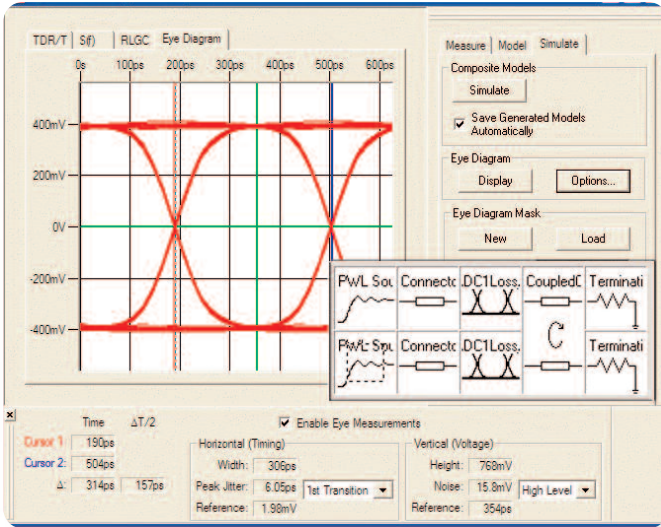 TDR/T S(f) RLGC Eye Diagram
0s 100ps 200ps 300ps 400ps 500ps 600ps
400mV
200mV
0V
-200mV
-400mV
Measure Model Simulate
Composite Models
Simulate
Save Generated Models
Automatically
Eye Diagram
Display Options...
Eye Diagram Mask
New Load
PWL Sou Connecto DC1Loss, CoupledC Terminati
PWL Sou Connecto DC1Loss, Terminati
Time ΔT/2
Cursor 1: 190ps
Cursor 2: 504ps
Δ: 314ps 157ps
Enable Eye Measurements
Horizontal (Timing)
Width: 306ps
Peak Jitter: 6.05ps 1st Transition
Reference: 1.98mV
Vertical (Voltage)
Height: 768mV
Noise: 15.8mV High Level
Reference: 354ps